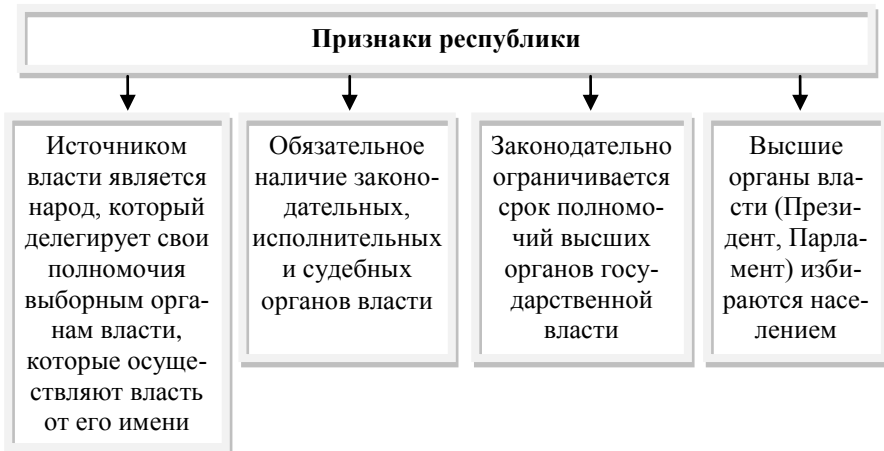 Признаки республики
Источником
власти является
народ, который
делегирует свои
полномочия
выборным орга-
нам власти,
которые осуще-
ствляют власть
от его имени
Обязательное
наличие законо-
дательных,
исполнительных
и судебных
органов власти
Законодательно
ограничивается
срок полномо-
чий высших
органов госу-
дарственной
власти
Высшие
органы вла-
сти (Прези-
дент, Парла-
мент) изби-
раются насе-
лением